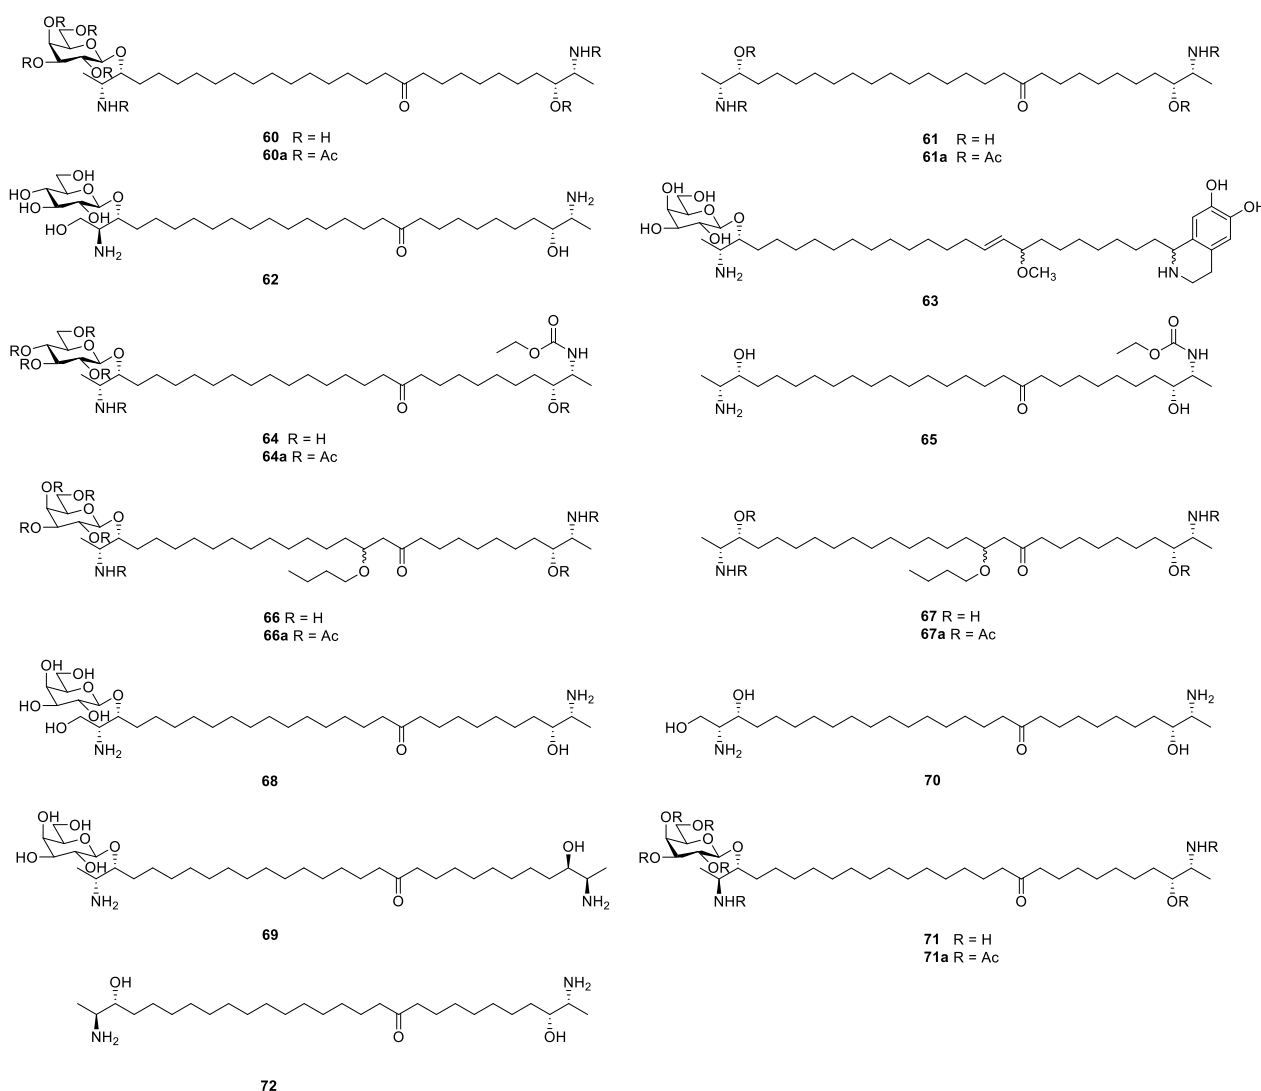 OR
OR
O
O
RO
OR
NHR
NHR
O
OR
60 R = H
60a R = Ac
OR
NHR
NHR
O
OR
61 R = H
61a R = Ac
OH
HO
O
O
HO
OH
HO
NH2
NH2
O
OH
62
OH
OH
O
O
HO
OH
NH2
OCH3
HN
OH
OH
63
OR
RO
O
O
RO
OR
NHR
O
O
NH
O
OR
64 R = H
64a R = Ac
OH
NH2
O
O
NH
O
OH
65
OR
OR
O
O
RO
OR
NHR
NHR
O
O
OR
66 R = H
66a R = Ac
OR
NHR
NHR
O
O
OR
67 R = H
67a R = Ac
OH
OH
O
O
HO
OH
HO
NH2
NH2
O
OH
68
OH
HO
NH2
NH2
O
OH
70
OH
OH
O
O
HO
OH
NH2
OH
O
NH2
69
OR
OR
O
O
RO
OR
NHR
NHR
O
OR
71 R = H
71a R = Ac
OH
NH2
NH2
O
OH
72